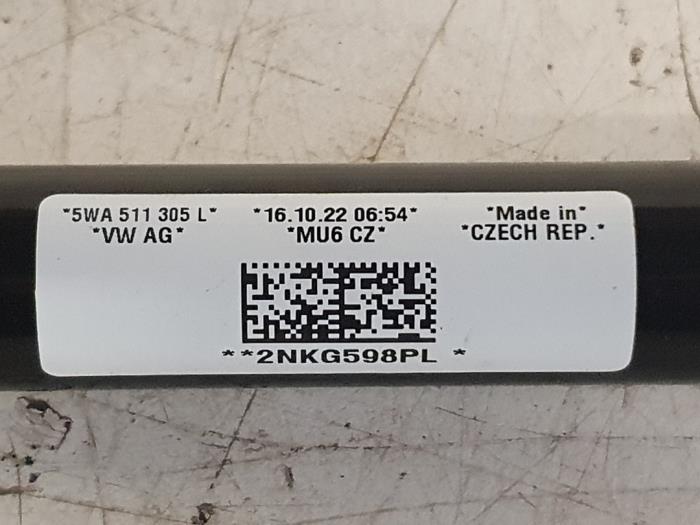 *5WA 511 305 L*
*VW AG*
*16.10.22 06:54*
*MU6 CZ*
*Made in*
*CZECH REP.*
**2NKG598PL *